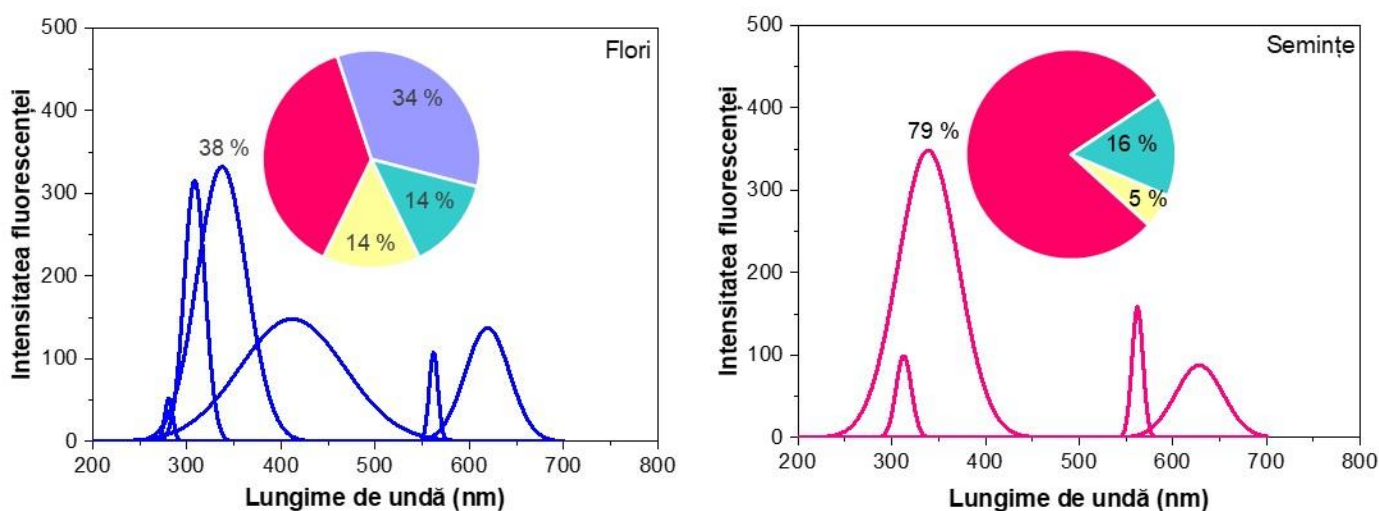 Flori
Intensitatea fluorescenței
500
400
300
200
100
0
38 %
34 %
14 %
14 %
200 300 400 500 600 700 800
Lungime de undă (nm)
Semințe
Intensitatea fluorescenței
500
400
300
200
100
0
79 %
16 %
5 %
200 300 400 500 600 700 800
Lungime de undă (nm)